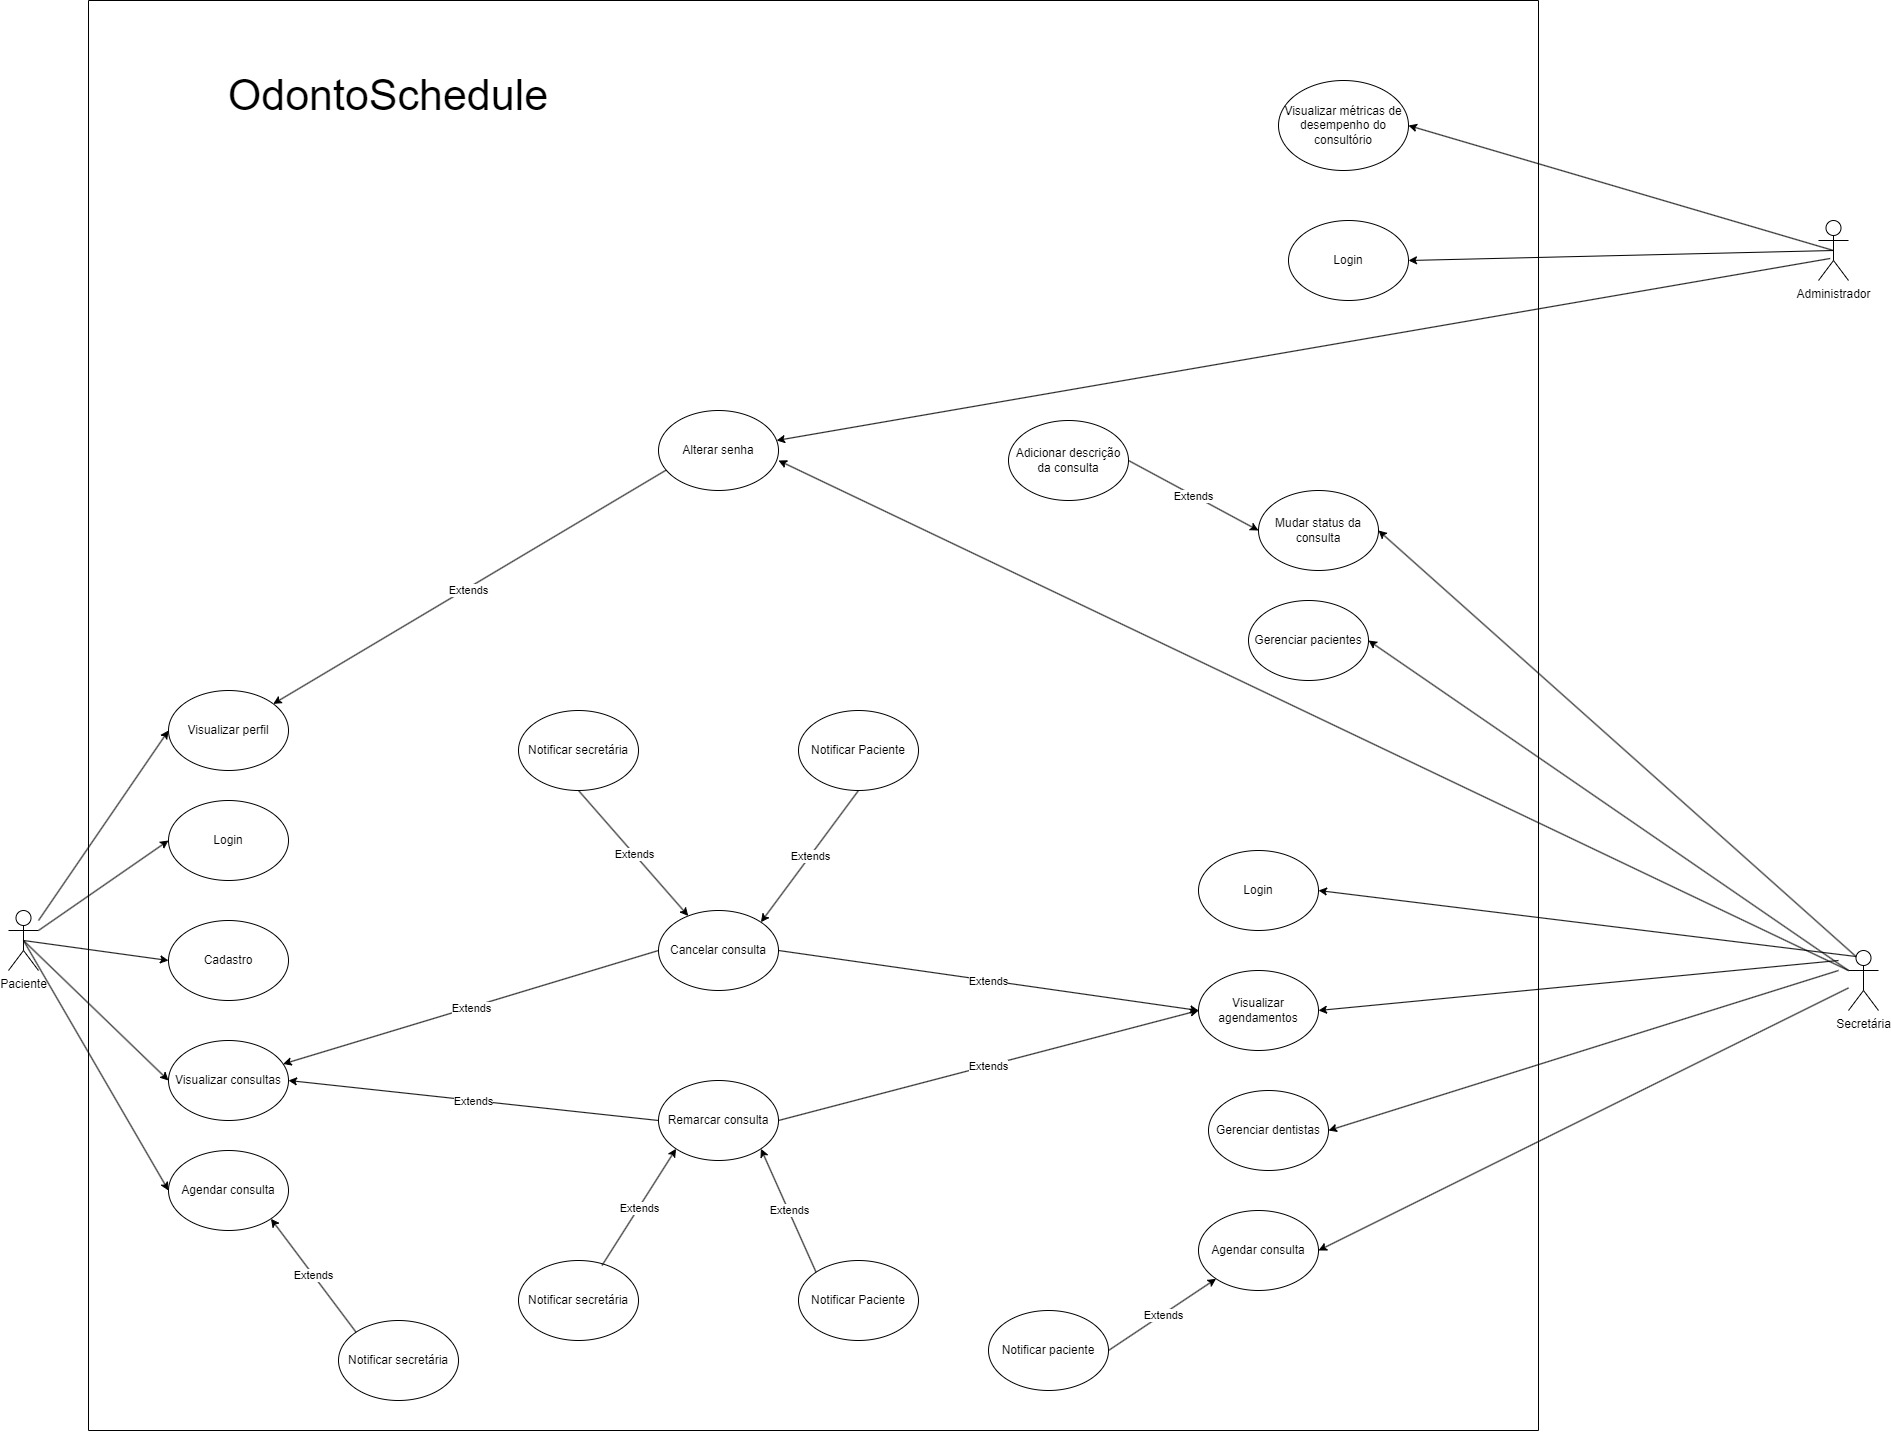 OdontoSchedule
Visualizar métricas de
desempenho do
consultório
Login
Administrador
Alterar senha
Adicionar descrição
da consulta
Extends
Mudar status da
consulta
Extends
Gerenciar pacientes
Visualizar perfil
Notificar secretária
Notificar Paciente
Login
Extends
Extends
Login
Cancelar consulta
Cadastro
Paciente
Extends
Extends
Visualizar
agendamentos
Secretária
Extends
Visualizar consultas
Extends
Remarcar consulta
Gerenciar dentistas
Agendar consulta
Extends
Extends
Agendar consulta
Extends
Notificar secretária
Notificar Paciente
Extends
Notificar paciente
Notificar secretária